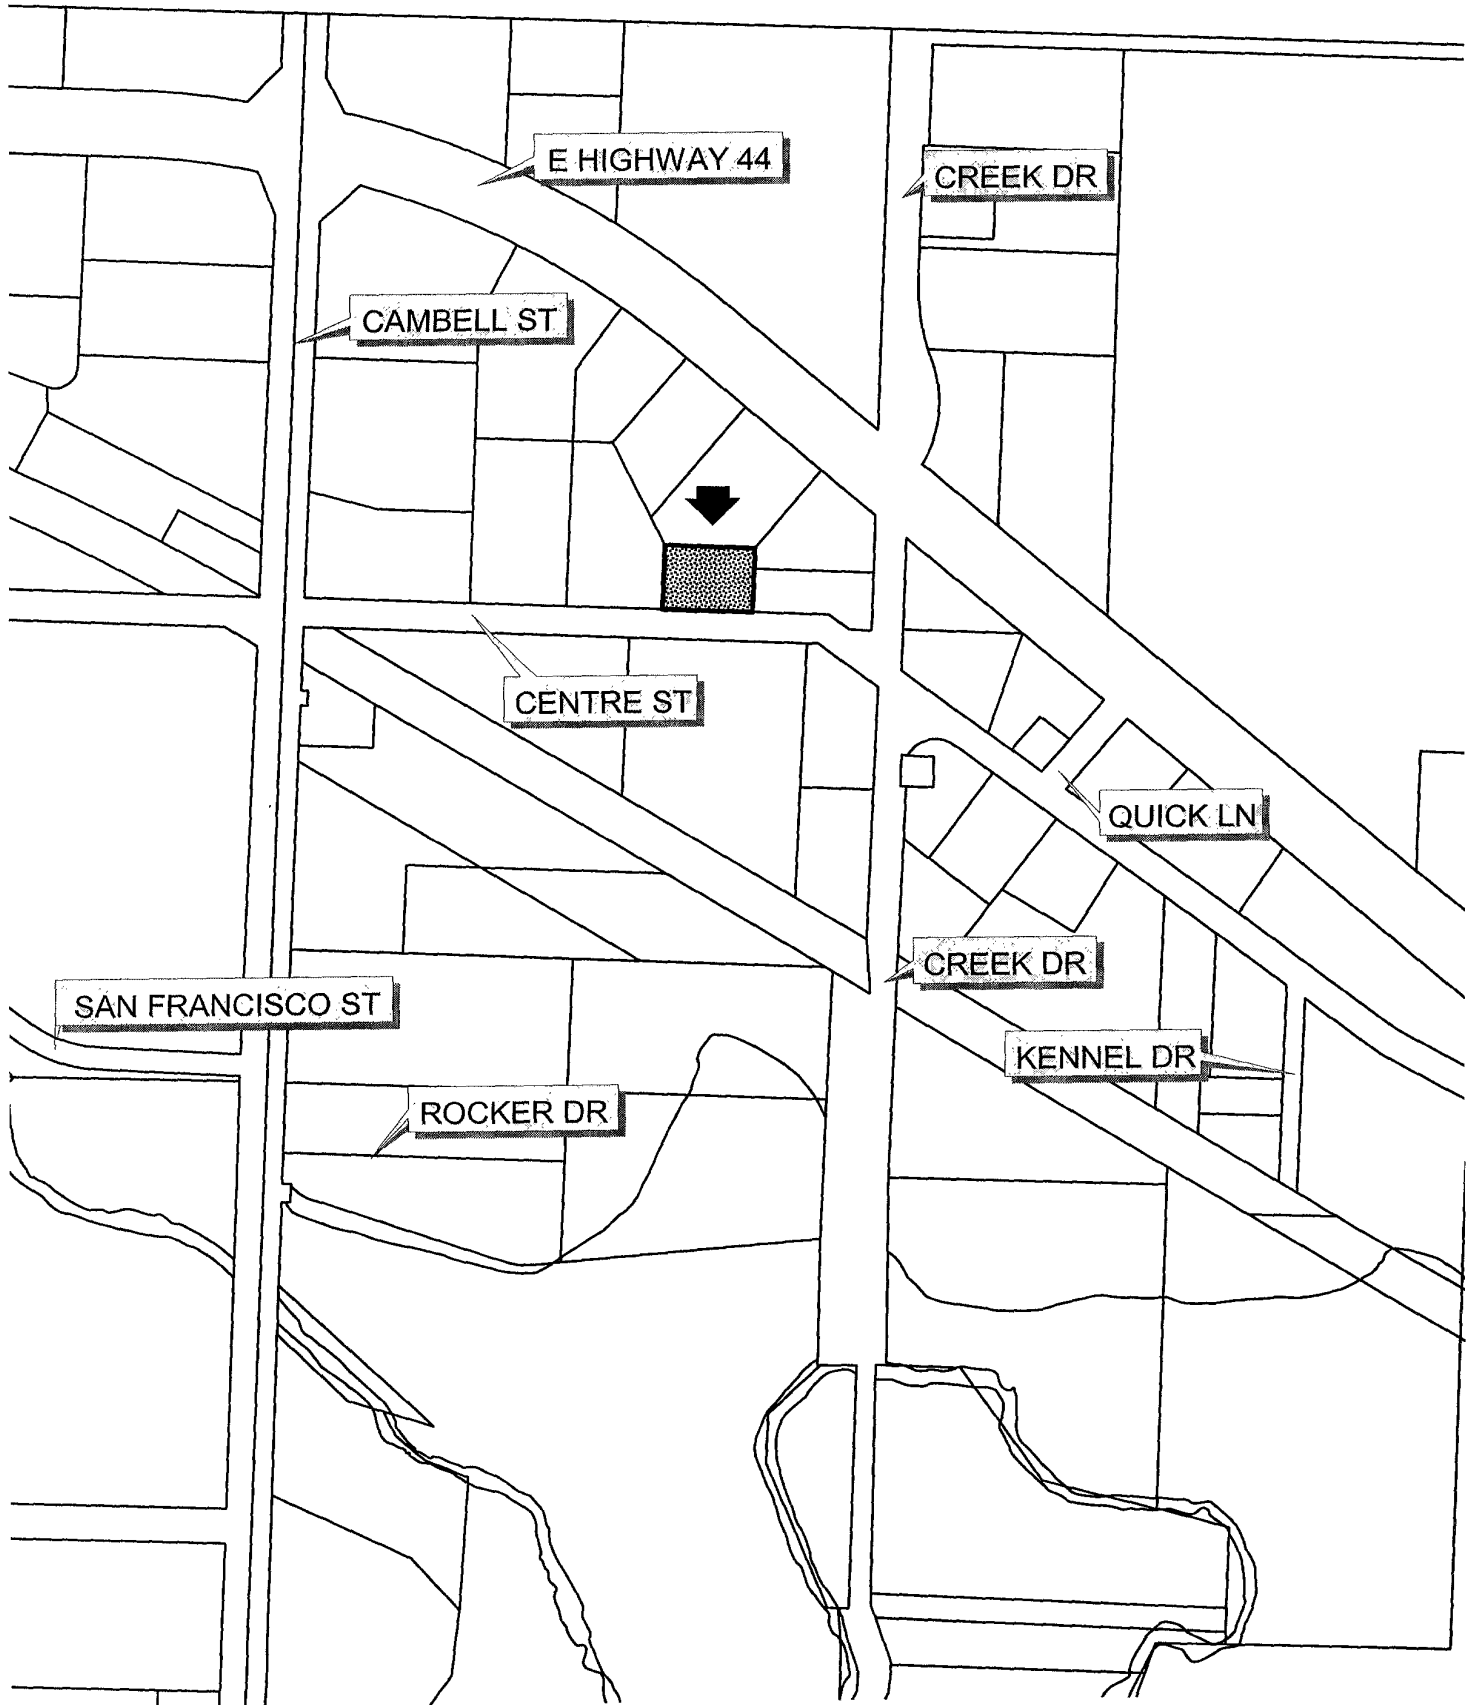 E HIGHWAY 44
CREEK DR
CAMBELL ST
CENTRE ST
QUICK LN
CREEK DR
SAN FRANCISCO ST
KENNEL DR
ROCKER DR